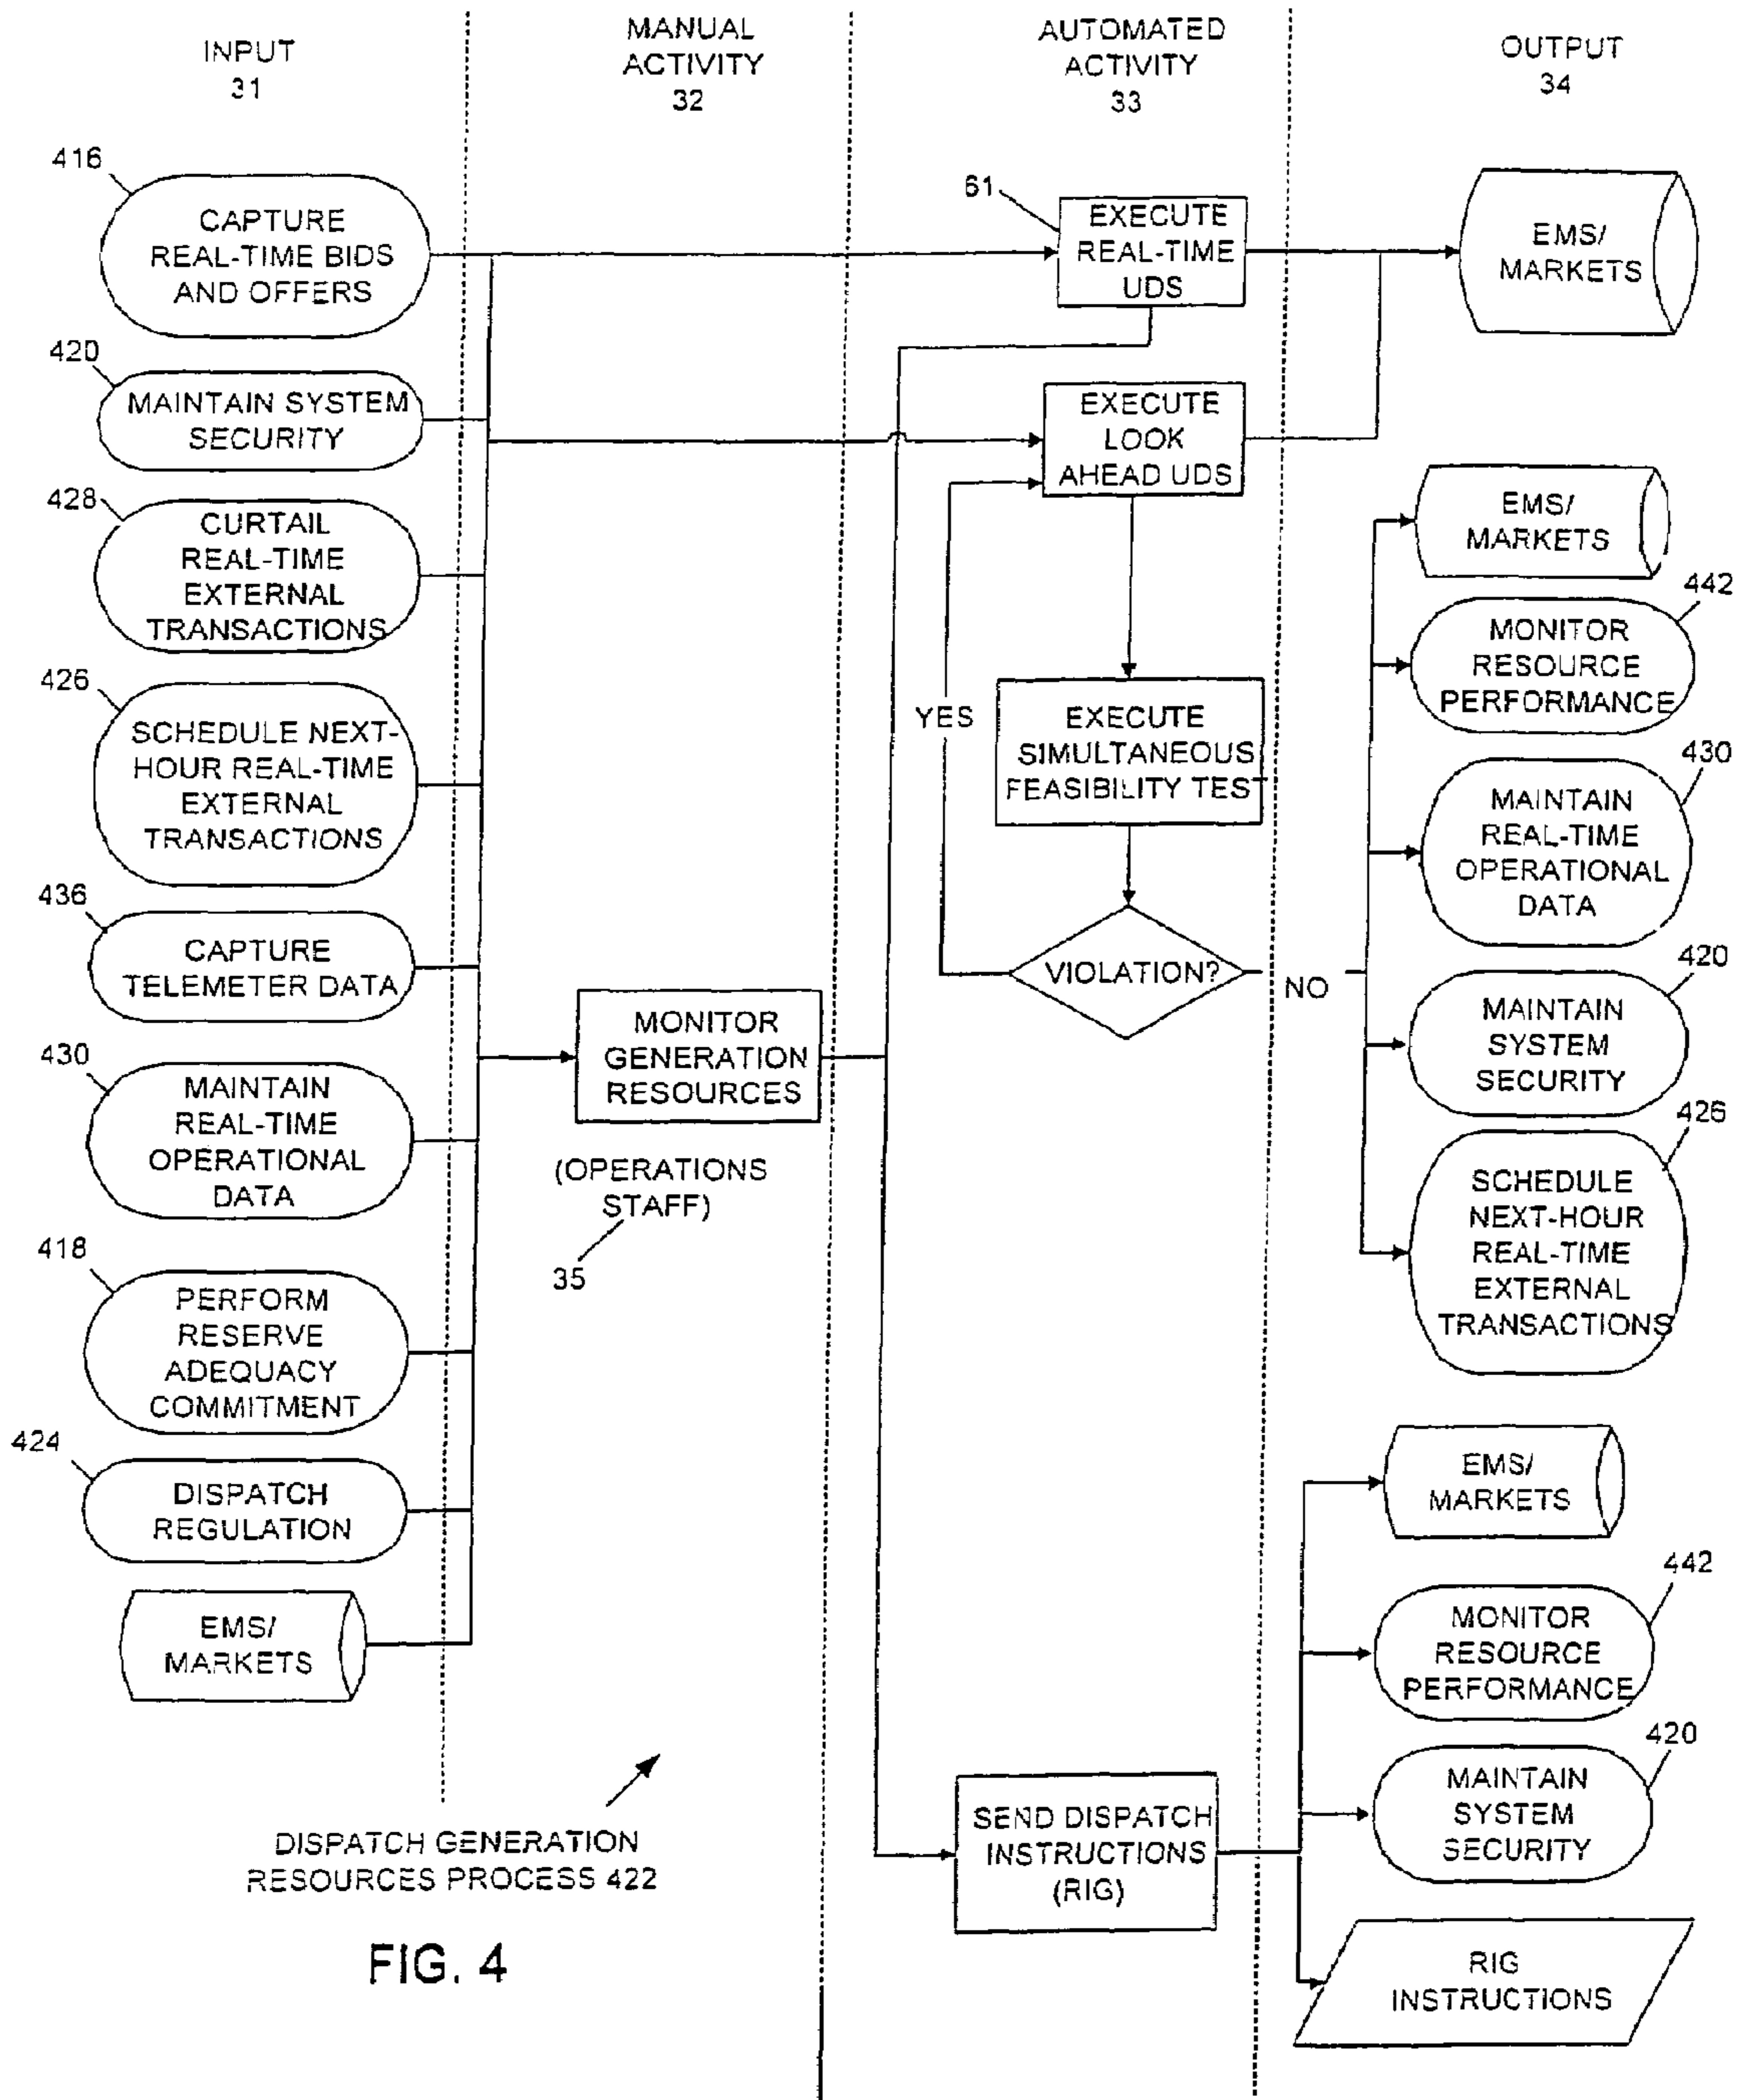 INPUT
31
MANUAL
ACTIVITY
32
AUTOMATED
ACTIVITY
33
OUTPUT
34
416
CAPTURE
REAL-TIME BIDS
AND OFFERS
420
MAINTAIN SYSTEM
SECURITY
428
CURTAIL
REAL-TIME
EXTERNAL
TRANSACTIONS
426
SCHEDULE NEXT-
HOUR REAL-TIME
EXTERNAL
TRANSACTIONS
436
CAPTURE
TELEMETER DATA
430
MAINTAIN
REAL-TIME
OPERATIONAL
DATA
418
PERFORM
RESERVE
ADEQUACY
COMMITMENT
424
DISPATCH
REGULATION
EMS/
MARKETS
MONITOR
GENERATION
RESOURCES
(OPERATIONS
STAFF)
35
61
EXECUTE
REAL-TIME
UDS
EXECUTE
LOOK
AHEAD UDS
YES
EXECUTE
SIMULTANEOUS
FEASIBILITY TEST
VIOLATION?
NO
SEND DISPATCH
INSTRUCTIONS
(RIG)
EMS/
MARKETS
EMS/
MARKETS
442
MONITOR
RESOURCE
PERFORMANCE
430
MAINTAIN
REAL-TIME
OPERATIONAL
DATA
420
MAINTAIN
SYSTEM
SECURITY
426
SCHEDULE
NEXT-HOUR
REAL-TIME
EXTERNAL
TRANSACTIONS
EMS/
MARKETS
442
MONITOR
RESOURCE
PERFORMANCE
420
MAINTAIN
SYSTEM
SECURITY
RIG
INSTRUCTIONS
DISPATCH GENERATION
RESOURCES PROCESS 422
FIG. 4